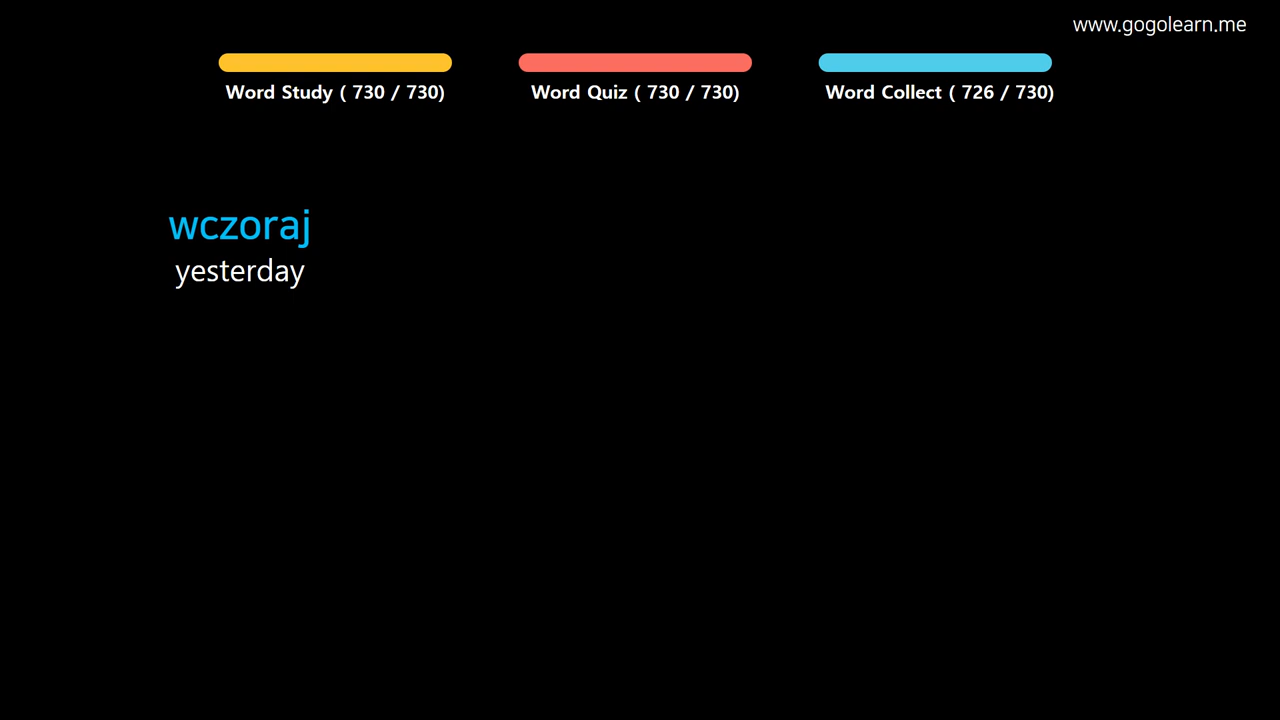 www.gogolearn.me
Word Study ( 730 / 730)
Word Quiz ( 730 / 730)
Word Collect ( 726 / 730)
wczoraj
yesterday